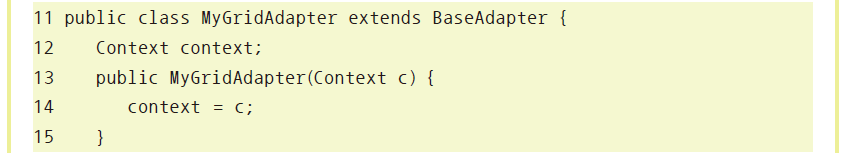 11 public class MyGridAdapter extends BaseAdapter {
12    Context context;
13    public MyGridAdapter(Context c) {
14       context = c;
15    }